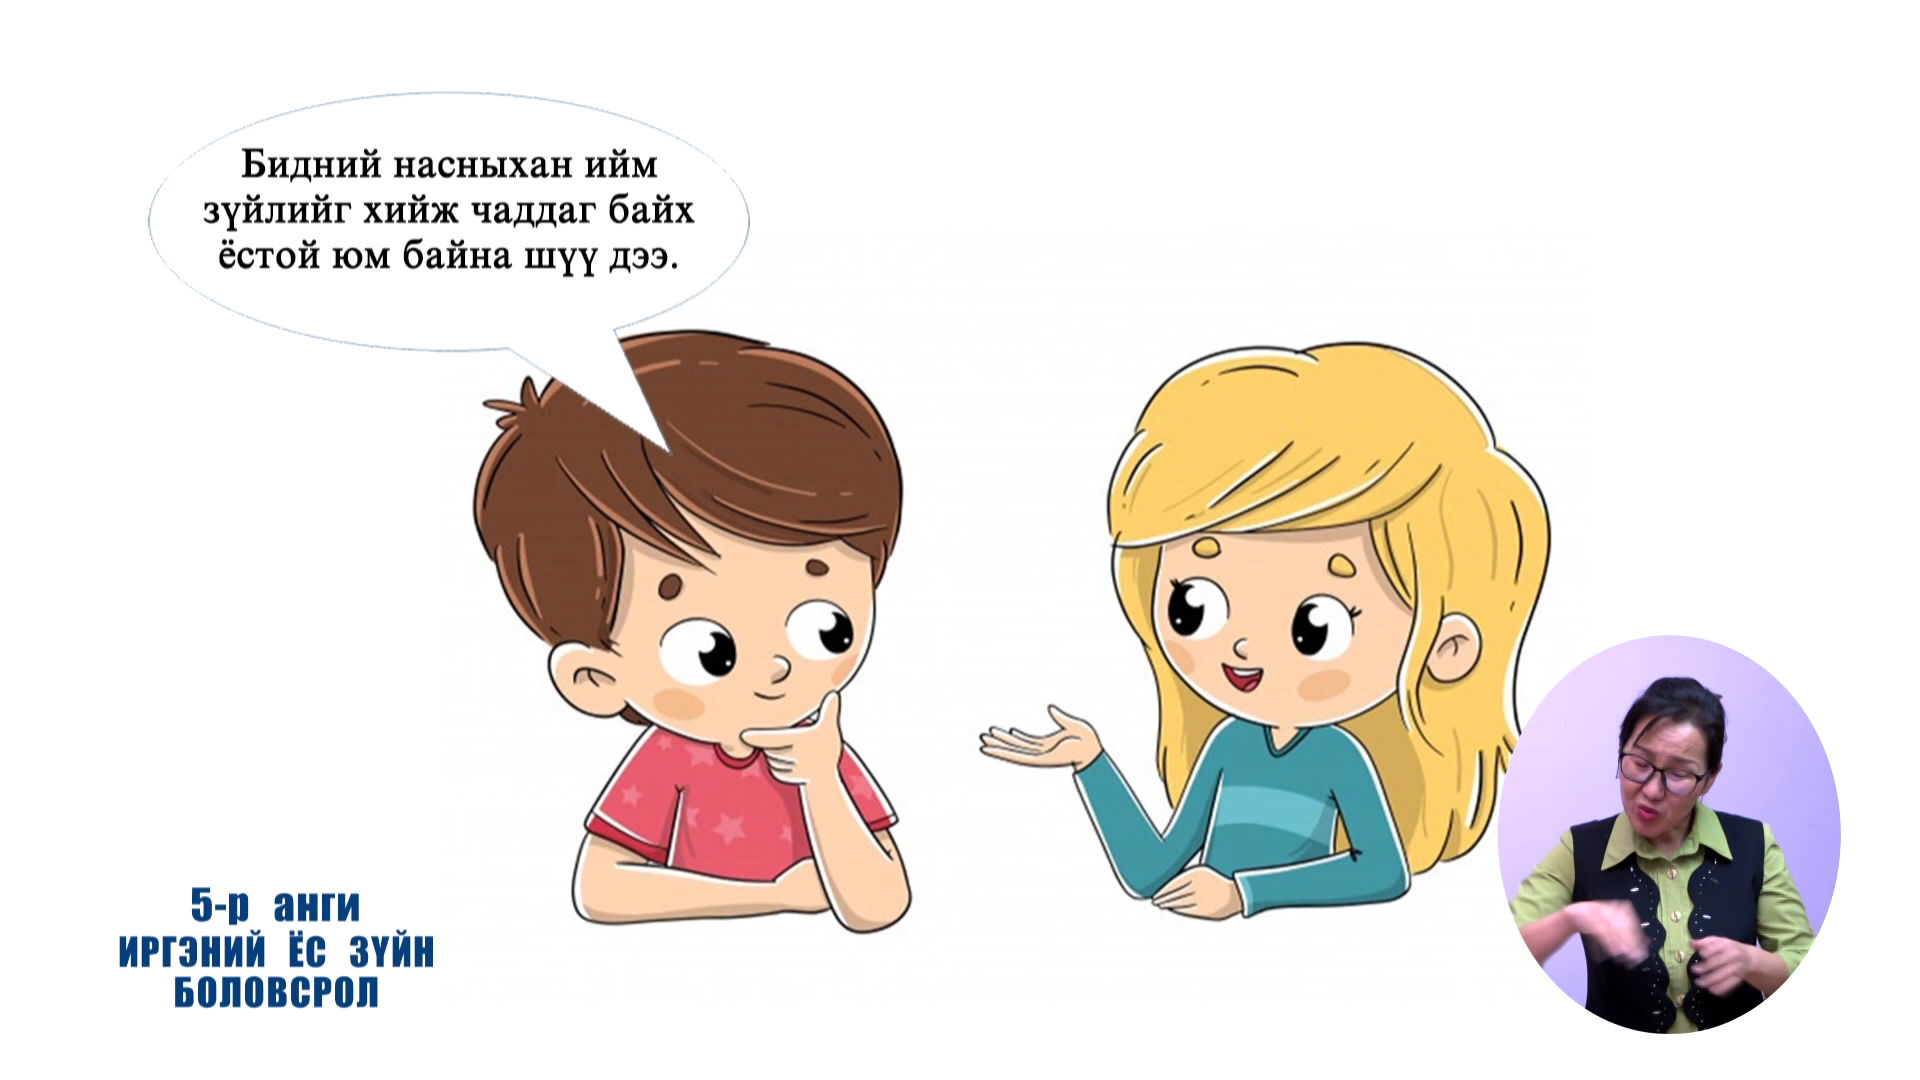 Бидний насныхан ийм
зүйлийг хийж чаддаг байх
ёстой юм байна шүү дээ.
5-р анги
ИРГЭНИЙ ЁС ЗҮЙН
БОЛОВСРОЛ